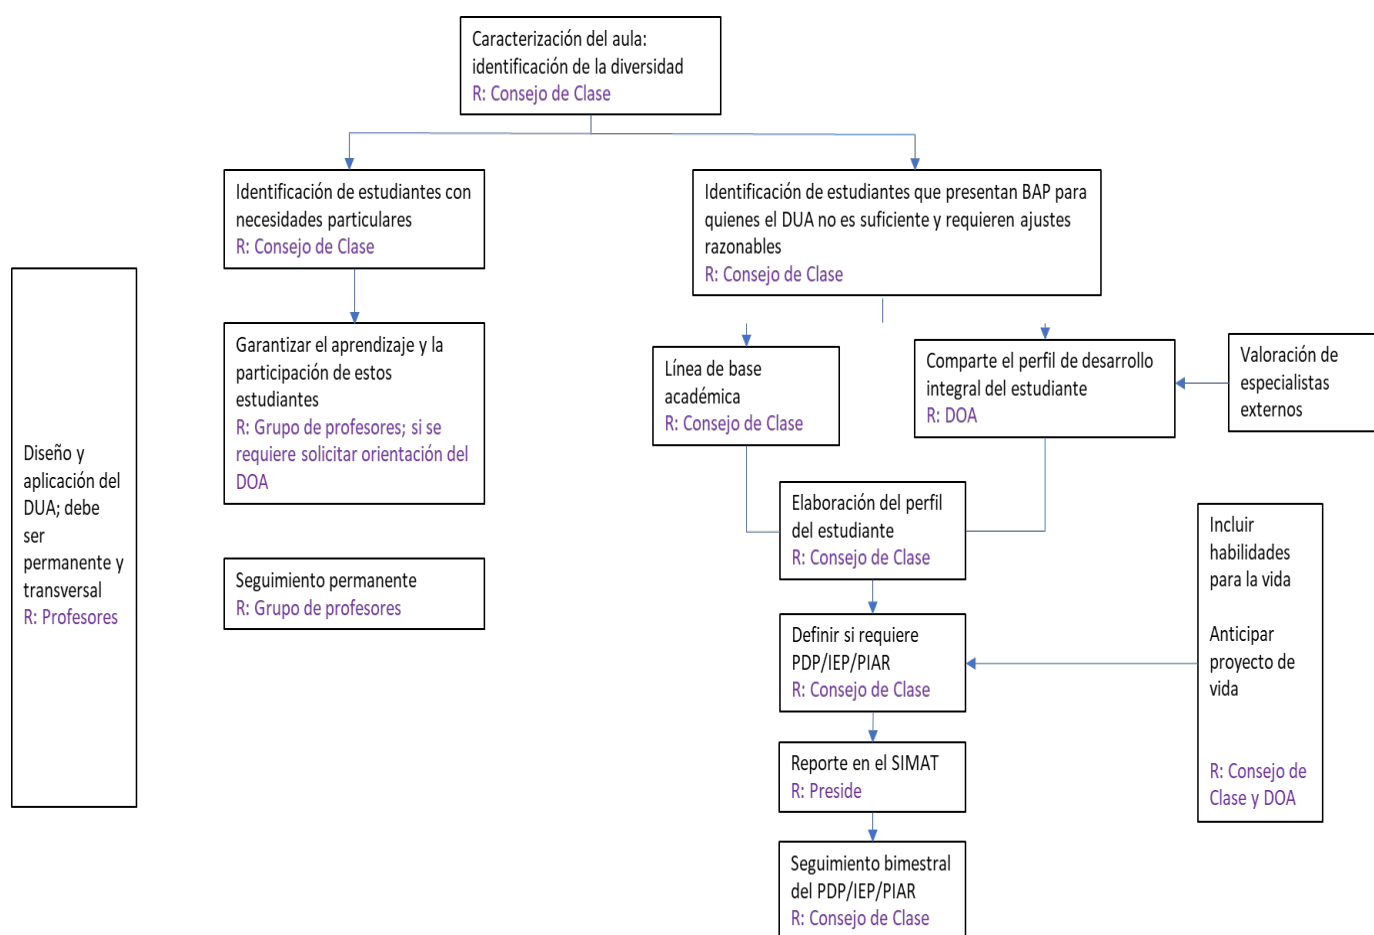 Caracterización del aula:
identificación de la diversidad
R: Consejo de Clase
Identificación de estudiantes con
necesidades particulares
R: Consejo de Clase
Identificación de estudiantes que presentan BAP para
quienes el DUA no es suficiente y requieren ajustes
razonables
R: Consejo de Clase
Garantizar el aprendizaje y la
participación de estos
estudiantes
R: Grupo de profesores; si se
requiere solicitar orientación del
DOA
Línea de base
académica
R: Consejo de Clase
Comparte el perfil de desarrollo
integral del estudiante
R: DOA
Valoración de
especialistas
externos
Diseño y
aplicación del
DUA; debe
ser
permanente y
transversal
R: Profesores
Seguimiento permanente
R: Grupo de profesores
Elaboración del perfil
del estudiante
R: Consejo de Clase
Incluir
habilidades
para la vida
Anticipar
proyecto de
vida
R: Consejo de
Clase y DOA
Definir si requiere
PDP/IEP/PIAR
R: Consejo de Clase
Reporte en el SIMAT
R: Preside
Seguimiento bimestral
del PDP/IEP/PIAR
R: Consejo de Clase